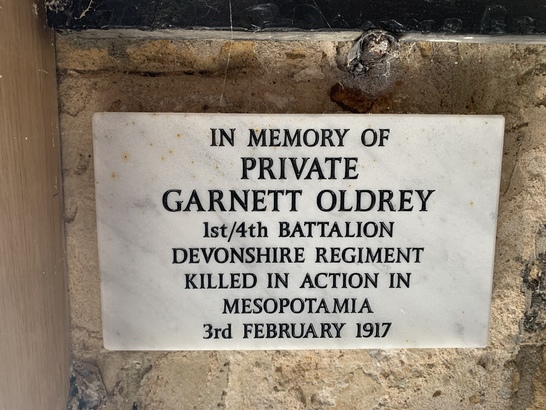 IN MEMORY OF
PRIVATE
GARNETT OLDREY
1st/4th BATTALION
DEVONSHIRE REGIMENT
KILLED IN ACTION IN
MESOPOTAMIA
3rd FEBRUARY 1917